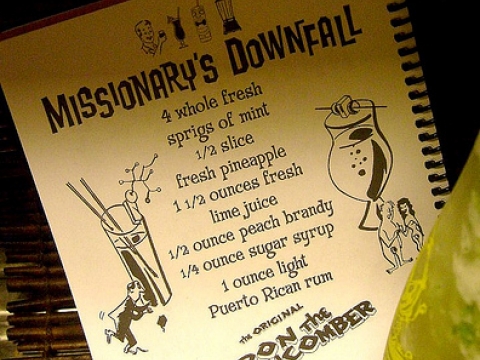 MISSIONARY'S DOWNFALL
4 whole fresh
sprigs of mint
1/2 slice
fresh pineapple
1 1/2 ounces fresh
lime juice
1/2 ounce peach brandy
1/4 ounce sugar syrup
1 ounce light
Puerto Rican rum
THE ORIGINAL
DON THE